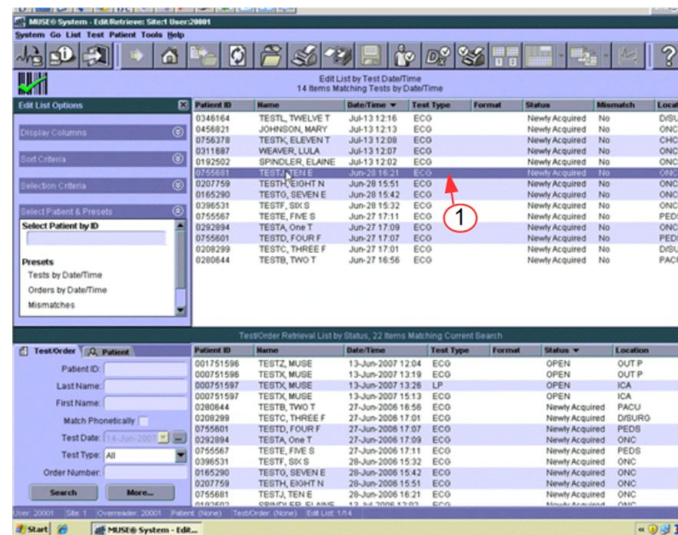 MUSE® System - Edit/Retrieve: Site:1 User:20001
System Go List Test Patient Tools Help
Edit List by Test Date/Time
14 Items Matching Tests by Date/Time
Edit List Options
Patient ID Name Date/Time Test Type Format Status Mismatch Locat
0346164 TESTL, TWELVE T Jul-13 12:16 ECG Newly Acquired No D/SU
0456821 JOHNSON, MARY Jul-13 12:13 ECG Newly Acquired No ONC
0756378 TESTK, ELEVEN T Jul-13 12:08 ECG Newly Acquired No CHC
0311687 WEAVER, LULA Jul-13 12:07 ECG Newly Acquired No ONC
0192502 SPINDLER, ELAINE Jul-13 12:02 ECG Newly Acquired No ONC
0755681 TESTJ, TEN E Jun-28 16:21 ECG Newly Acquired No ONC
0207759 TESTH, EIGHT N Jun-28 15:51 ECG Newly Acquired No ONC
0165290 TESTG, SEVEN E Jun-28 15:42 ECG Newly Acquired No ONC
0396531 TESTF, SIX S Jun-28 15:32 ECG Newly Acquired No ONC
0755567 TESTE, FIVE S Jun-27 17:11 ECG Newly Acquired No PEDS
0292894 TESTA, One T Jun-27 17:09 ECG Newly Acquired No ONC
0755601 TESTD, FOUR F Jun-27 17:07 ECG Newly Acquired No PEDS
0208299 TESTC, THREE F Jun-27 17:01 ECG Newly Acquired No D/SU
0280644 TESTB, TWO T Jun-27 16:56 ECG Newly Acquired No PACU
1
Display Columns
Sort Criteria
Selection Criteria
Select Patient & Presets
Select Patient by ID
Presets
Tests by Date/Time
Orders by Date/Time
Mismatches
Test/Order Retrieval List by Status, 22 Items Matching Current Search
Test/Order Patient
Patient ID:
Last Name:
First Name:
Match Phonetically
Test Date: 14-Jun-2007
Test Type: All
Order Number:
Search More...
Patient ID Name Date/Time Test Type Format Status Location
001751596 TESTZ, MUSE 13-Jun-2007 12:04 ECG OPEN OUT P
000751596 TESTX, MUSE 13-Jun-2007 13:19 ECG OPEN OUT P
000751597 TESTX, MUSE 13-Jun-2007 13:26 LP OPEN ICA
000751597 TESTX, MUSE 13-Jun-2007 15:13 ECG OPEN ICA
0280644 TESTB, TWO T 27-Jun-2006 16:56 ECG Newly Acquired PACU
0208299 TESTC, THREE F 27-Jun-2006 17:01 ECG Newly Acquired D/SURG
0755601 TESTD, FOUR F 27-Jun-2006 17:07 ECG Newly Acquired PEDS
0292894 TESTA, One T 27-Jun-2006 17:09 ECG Newly Acquired ONC
0755567 TESTE, FIVE S 27-Jun-2006 17:11 ECG Newly Acquired PEDS
0396531 TESTF, SIX S 28-Jun-2006 15:32 ECG Newly Acquired ONC
0165290 TESTG, SEVEN E 28-Jun-2006 15:42 ECG Newly Acquired ONC
0207759 TESTH, EIGHT N 28-Jun-2006 15:51 ECG Newly Acquired ONC
0755681 TESTJ, TEN E 28-Jun-2006 16:21 ECG Newly Acquired ONC
User: 20001 Site: 1 Overreader: 20001 Patient: (None) Test/Order: (None) Edit List: 1/14
Start MUSE® System - Edit...